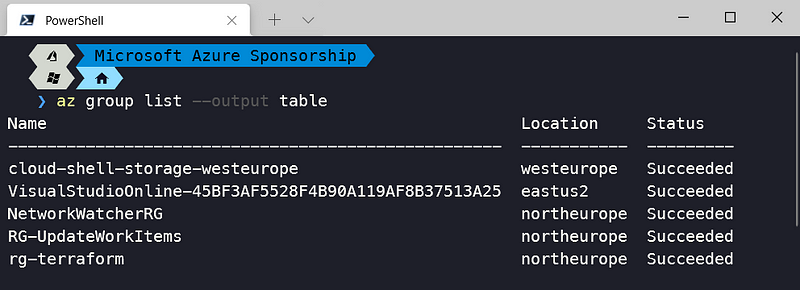 PowerShell
Microsoft Azure Sponsorship
❯ az group list --output table
Name Location Status
------------------------------------------------- ----------- ---------
cloud-shell-storage-westeurope westeurope Succeeded
VisualStudioOnline-45BF3AF5528F4B90A119AF8B37513A25 eastus2 Succeeded
NetworkWatcherRG northeurope Succeeded
RG-UpdateWorkItems northeurope Succeeded
rg-terraform northeurope Succeeded